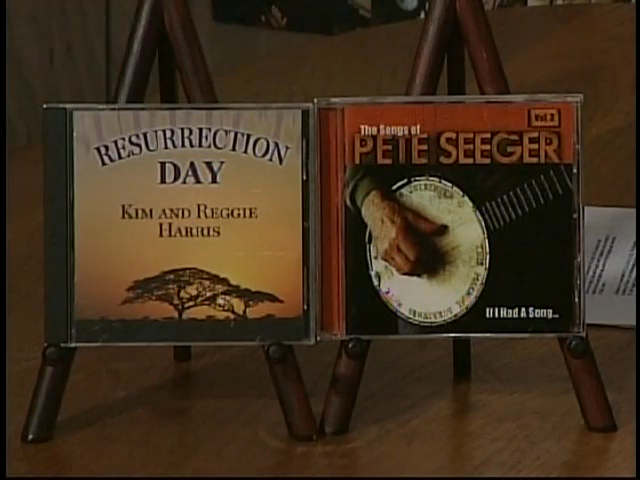 RESURRECTION
DAY
KIM AND REGGIE
HARRIS
Vol.2
The Songs of
PETE SEEGER
If I Had A Song...